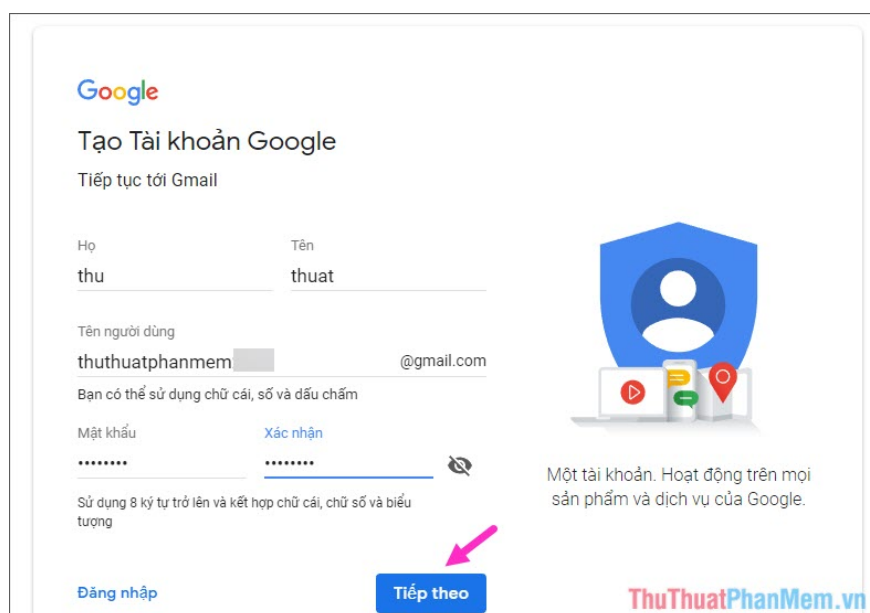 Google
Tạo Tài khoản Google
Tiếp tục tới Gmail
Họ Tên
thu thuat
Tên người dùng
thuthuatphanmem @gmail.com
Bạn có thể sử dụng chữ cái, số và dấu chấm
Mật khẩu Xác nhận
•••••••• ••••••••
Sử dụng 8 ký tự trở lên và kết hợp chữ cái, chữ số và biểu
tượng
Một tài khoản. Hoạt động trên mọi
sản phẩm và dịch vụ của Google.
Đăng nhập Tiếp theo
ThuThuatPhanMem.vn